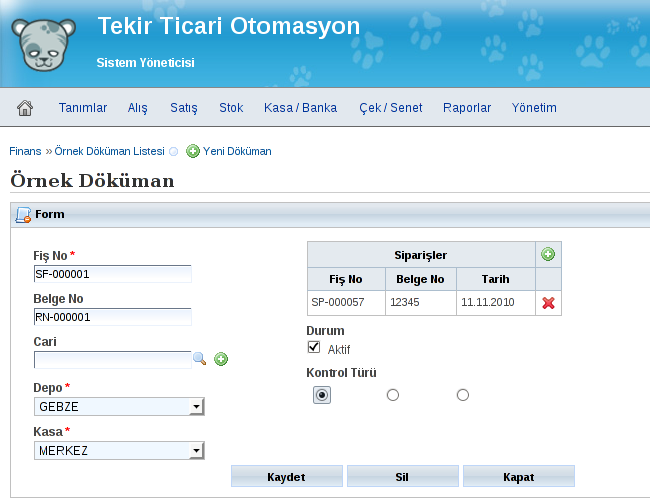 Tekir Ticari Otomasyon
Sistem Yöneticisi
Tanımlar Alış Satış Stok Kasa / Banka Çek / Senet Raporlar Yönetim
Finans » Örnek Döküman Listesi Yeni Döküman
Örnek Döküman
Form
Fiş No *
SF-000001
Belge No
RN-000001
Cari
Depo *
GEBZE
Kasa *
MERKEZ
Siparişler
Fiş No Belge No Tarih
SP-000057 12345 11.11.2010
Durum
Aktif
Kontrol Türü
Kaydet Sil Kapat